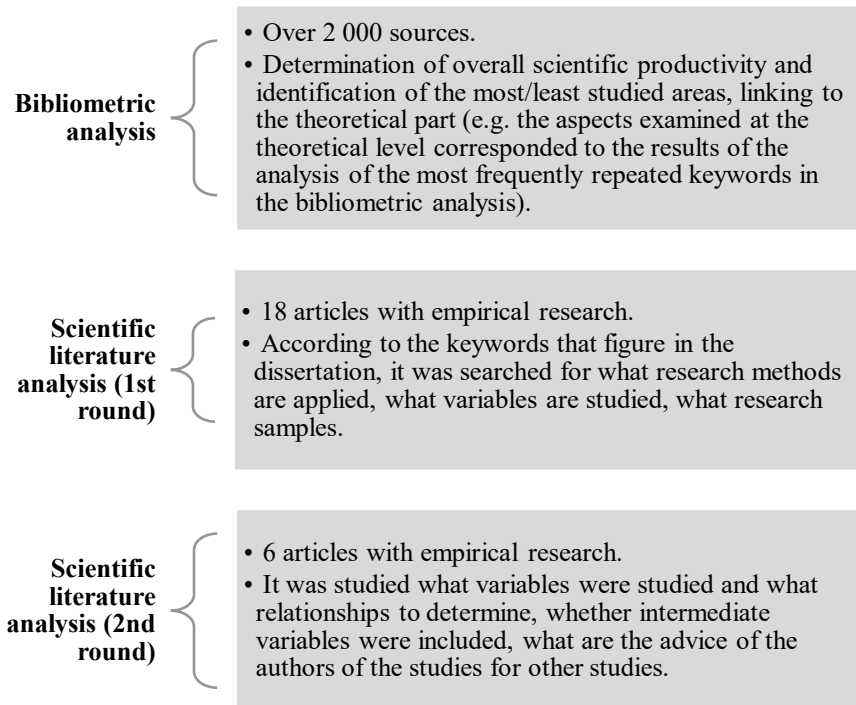 Bibliometric
analysis
• Over 2 000 sources.
• Determination of overall scientific productivity and
identification of the most/least studied areas, linking to
the theoretical part (e.g. the aspects examined at the
theoretical level corresponded to the results of the
analysis of the most frequently repeated keywords in
the bibliometric analysis).
Scientific
literature
analysis (1st
round)
• 18 articles with empirical research.
• According to the keywords that figure in the
dissertation, it was searched for what research methods
are applied, what variables are studied, what research
samples.
Scientific
literature
analysis (2nd
round)
• 6 articles with empirical research.
• It was studied what variables were studied and what
relationships to determine, whether intermediate
variables were included, what are the advice of the
authors of the studies for other studies.